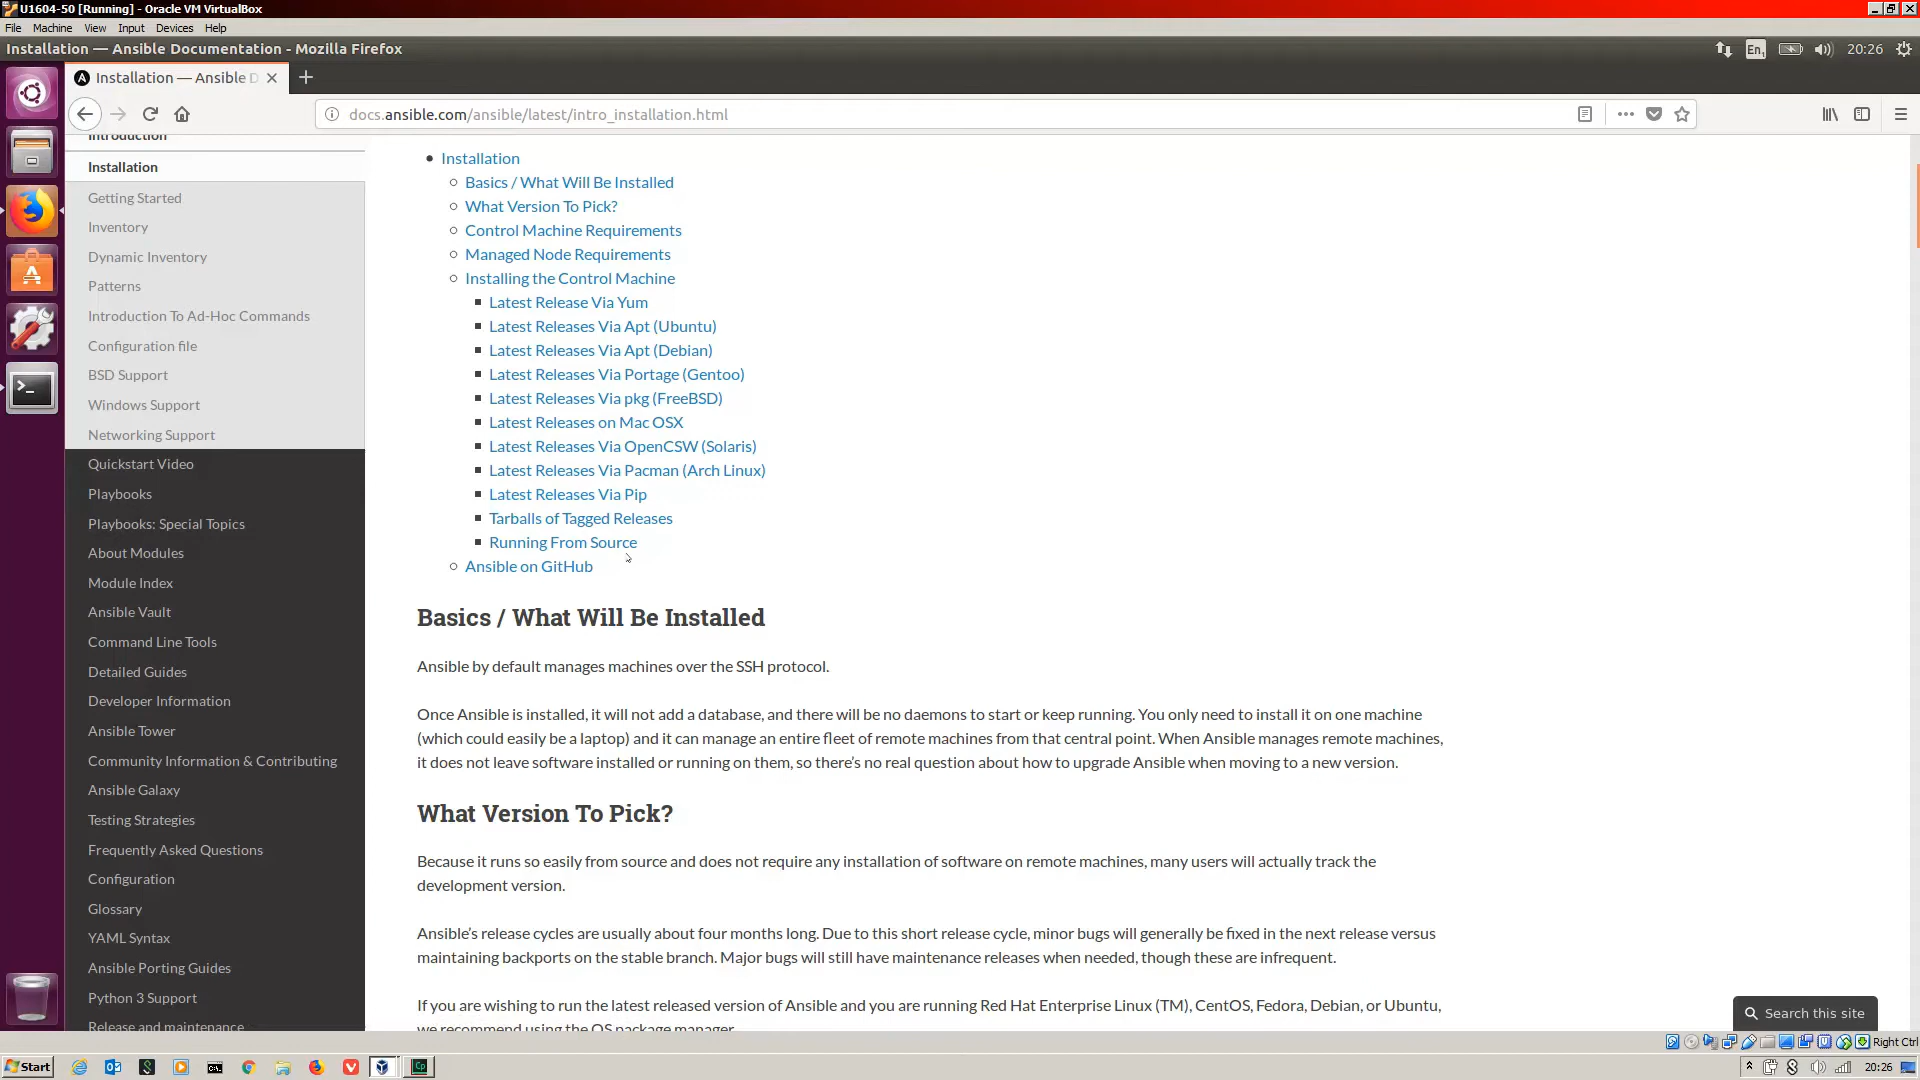 U1604-50 [Running] - Oracle VM VirtualBox
File Machine View Input Devices Help
Installation — Ansible Documentation - Mozilla Firefox
En1
20:26
Installation — Ansible D
docs.ansible.com/ansible/latest/intro_installation.html
Introduction
Installation
Getting Started
Inventory
Dynamic Inventory
Patterns
Introduction To Ad-Hoc Commands
Configuration file
BSD Support
Windows Support
Networking Support
Quickstart Video
Playbooks
Playbooks: Special Topics
About Modules
Module Index
Ansible Vault
Command Line Tools
Detailed Guides
Developer Information
Ansible Tower
Community Information & Contributing
Ansible Galaxy
Testing Strategies
Frequently Asked Questions
Configuration
Glossary
YAML Syntax
Ansible Porting Guides
Python 3 Support
Release and maintenance
Installation
Basics / What Will Be Installed
What Version To Pick?
Control Machine Requirements
Managed Node Requirements
Installing the Control Machine
Latest Release Via Yum
Latest Releases Via Apt (Ubuntu)
Latest Releases Via Apt (Debian)
Latest Releases Via Portage (Gentoo)
Latest Releases Via pkg (FreeBSD)
Latest Releases on Mac OSX
Latest Releases Via OpenCSW (Solaris)
Latest Releases Via Pacman (Arch Linux)
Latest Releases Via Pip
Tarballs of Tagged Releases
Running From Source
Ansible on GitHub
Basics / What Will Be Installed
Ansible by default manages machines over the SSH protocol.
Once Ansible is installed, it will not add a database, and there will be no daemons to start or keep running. You only need to install it on one machine
(which could easily be a laptop) and it can manage an entire fleet of remote machines from that central point. When Ansible manages remote machines,
it does not leave software installed or running on them, so there’s no real question about how to upgrade Ansible when moving to a new version.
What Version To Pick?
Because it runs so easily from source and does not require any installation of software on remote machines, many users will actually track the
development version.
Ansible’s release cycles are usually about four months long. Due to this short release cycle, minor bugs will generally be fixed in the next release versus
maintaining backports on the stable branch. Major bugs will still have maintenance releases when needed, though these are infrequent.
If you are wishing to run the latest released version of Ansible and you are running Red Hat Enterprise Linux (TM), CentOS, Fedora, Debian, or Ubuntu,
we recommend using the OS package manager.
Search this site
Right Ctrl
Start
Cp
20:26